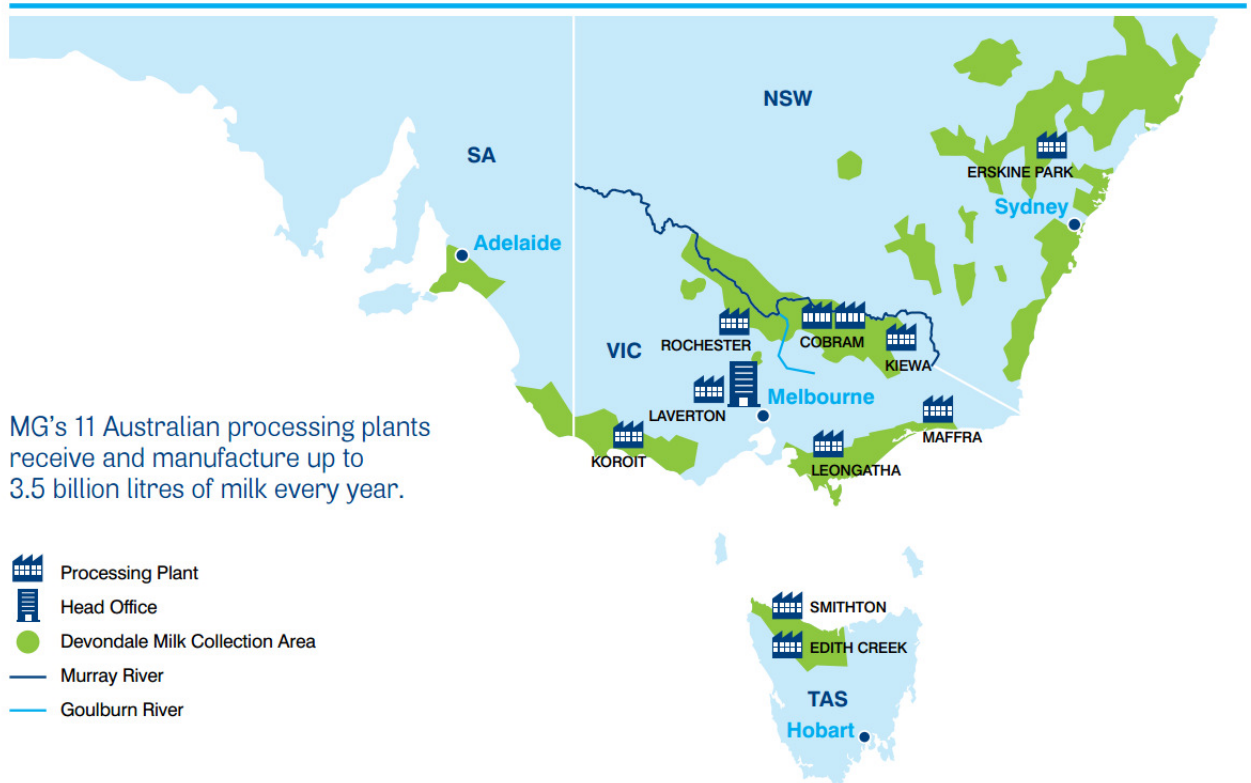 NSW
SA
ERSKINE PARK
Sydney
Adelaide
ROCHESTER
COBRAM
VIC
KIEWA
Melbourne
LAVERTON
MAFFRA
KOROIT
LEONGATHA
MG's 11 Australian processing plants
receive and manufacture up to
3.5 billion litres of milk every year.
Processing Plant
Head Office
Devondale Milk Collection Area
Murray River
Goulburn River
SMITHTON
EDITH CREEK
TAS
Hobart